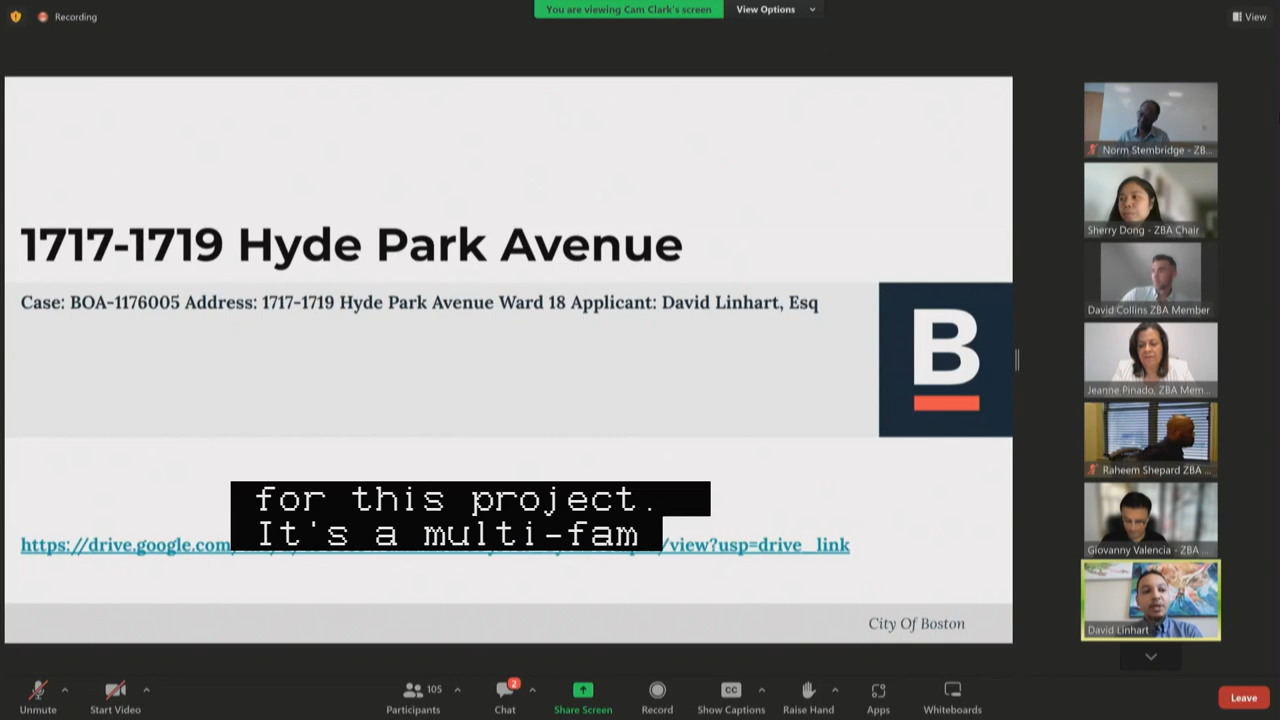 Recording
You are viewing Cam Clark's screen
View Options
View
1717-1719 Hyde Park Avenue
Case: BOA-1176005 Address: 1717-1719 Hyde Park Avenue Ward 18 Applicant: David Linhart, Esq
B
for this project.
It's a multi-fam
https://drive.google.com
/view?usp=drive_link
City Of Boston
Norm Stembridge - ZB...
Sherry Dong - ZBA Chair
David Collins ZBA Member
Jeanne Pinado, ZBA Mem...
Raheem Shepard ZBA ...
Giovanny Valencia - ZBA ...
David Linhart
Unmute
Start Video
105
Participants
2
Chat
Share Screen
Record
CC
Show Captions
Raise Hand
Apps
Whiteboards
Leave